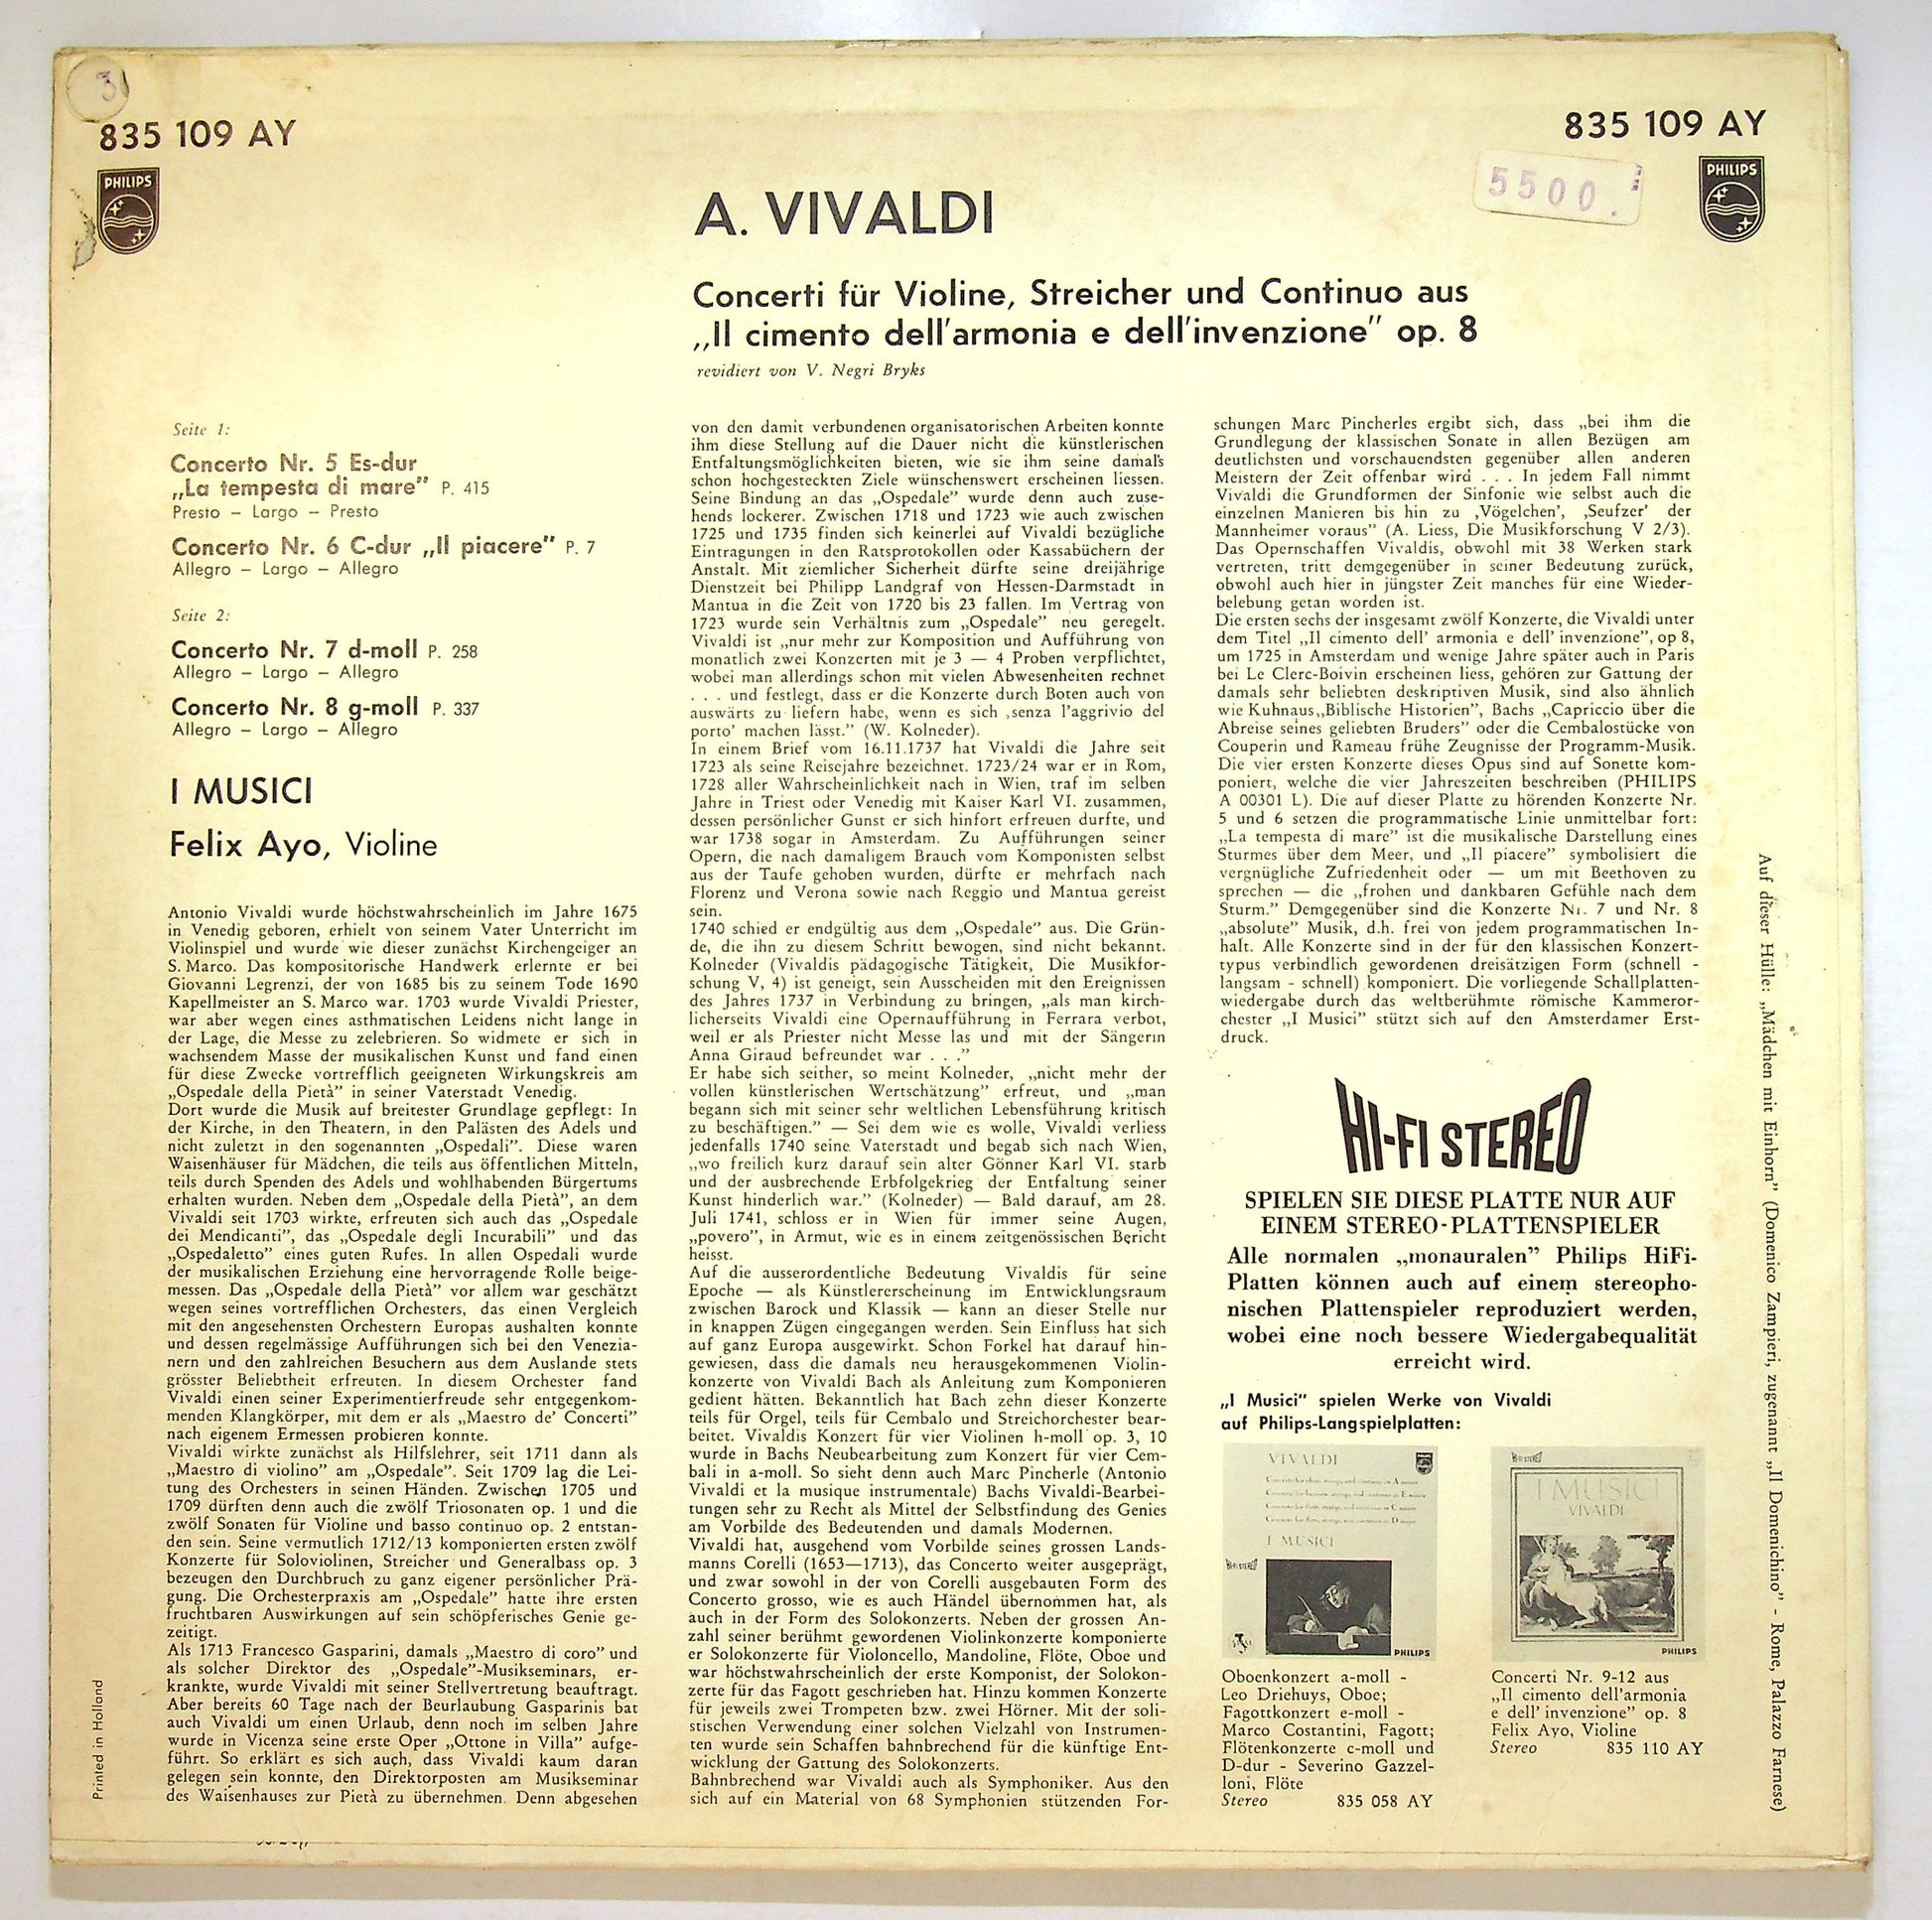 3
835 109 AY
835 109 AY
PHILIPS
PHILIPS
5500.
A. VIVALDI
Concerti für Violine, Streicher und Continuo aus
„Il cimento dell'armonia e dell'invenzione" op. 8
revidiert von V. Negri Bryks
Seite 1:
Concerto Nr. 5 Es-dur
„La tempesta di mare" P. 415
Presto – Largo – Presto
Concerto Nr. 6 C-dur „Il piacere" P. 7
Allegro – Largo – Allegro
Seite 2:
Concerto Nr. 7 d-moll P. 258
Allegro – Largo – Allegro
Concerto Nr. 8 g-moll P. 337
Allegro – Largo – Allegro
I MUSICI
Felix Ayo, Violine
Antonio Vivaldi wurde höchstwahrscheinlich im Jahre 1675
in Venedig geboren, erhielt von seinem Vater Unterricht im
Violinspiel und wurde wie dieser zunächst Kirchengeiger an
S. Marco. Das kompositorische Handwerk erlernte er bei
Giovanni Legrenzi, der von 1685 bis zu seinem Tode 1690
Kapellmeister an S. Marco war. 1703 wurde Vivaldi Priester,
war aber wegen eines asthmatischen Leidens nicht lange in
der Lage, die Messe zu zelebrieren. So widmete er sich in
wachsendem Masse der musikalischen Kunst und fand einen
für diese Zwecke vortrefflich geeigneten Wirkungskreis am
„Ospedale della Pietà" in seiner Vaterstadt Venedig.
Dort wurde die Musik auf breitester Grundlage gepflegt: In
der Kirche, in den Theatern, in den Palästen des Adels und
nicht zuletzt in den sogenannten „Ospedali". Diese waren
Waisenhäuser für Mädchen, die teils aus öffentlichen Mitteln,
teils durch Spenden des Adels und wohlhabenden Bürgertums
erhalten wurden. Neben dem „Ospedale della Pietà", an dem
Vivaldi seit 1703 wirkte, erfreuten sich auch das „Ospedale
dei Mendicanti", das „Ospedale degli Incurabili" und das
„Ospedaletto" eines guten Rufes. In allen Ospedali wurde
der musikalischen Erziehung eine hervorragende Rolle beige-
messen. Das „Ospedale della Pietà" vor allem war geschätzt
wegen seines vortrefflichen Orchesters, das einen Vergleich
mit den angesehensten Orchestern Europas aushalten konnte
und dessen regelmässige Aufführungen sich bei den Venezia-
nern und den zahlreichen Besuchern aus dem Auslande stets
grösster Beliebtheit erfreuten. In diesem Orchester fand
Vivaldi einen seiner Experimentierfreude sehr entgegenkom-
menden Klangkörper, mit dem er als „Maestro de' Concerti"
nach eigenem Ermessen probieren konnte.
Vivaldi wirkte zunächst als Hilfslehrer, seit 1711 dann als
„Maestro di violino" am „Ospedale". Seit 1709 lag die Lei-
tung des Orchesters in seinen Händen. Zwischen 1705 und
1709 dürften denn auch die zwölf Triosonaten op. 1 und die
zwölf Sonaten für Violine und basso continuo op. 2 entstan-
den sein. Seine vermutlich 1712/13 komponierten ersten zwölf
Konzerte für Soloviolinen, Streicher und Generalbass op. 3
bezeugen den Durchbruch zu ganz eigener persönlicher Prä-
gung. Die Orchesterpraxis am „Ospedale" hatte ihre ersten
fruchtbaren Auswirkungen auf sein schöpferisches Genie ge-
zeitigt.
Als 1713 Francesco Gasparini, damals „Maestro di coro" und
als solcher Direktor des „Ospedale"-Musikseminars, er-
krankte, wurde Vivaldi mit seiner Stellvertretung beauftragt.
Aber bereits 60 Tage nach der Beurlaubung Gasparinis bat
auch Vivaldi um einen Urlaub, denn noch im selben Jahre
wurde in Vicenza seine erste Oper „Ottone in Villa" aufge-
führt. So erklärt es sich auch, dass Vivaldi kaum daran
gelegen sein konnte, den Direktorposten am Musikseminar
des Waisenhauses zur Pietà zu übernehmen. Denn abgesehen
von den damit verbundenen organisatorischen Arbeiten konnte
ihm diese Stellung auf die Dauer nicht die künstlerischen
Entfaltungsmöglichkeiten bieten, wie sie ihm seine damals
schon hochgesteckten Ziele wünschenswert erscheinen liessen.
Seine Bindung an das „Ospedale" wurde denn auch zuse-
hends lockerer. Zwischen 1718 und 1723 wie auch zwischen
1725 und 1735 finden sich keinerlei auf Vivaldi bezügliche
Eintragungen in den Ratsprotokollen oder Kassabüchern der
Anstalt. Mit ziemlicher Sicherheit dürfte seine dreijährige
Dienstzeit bei Philipp Landgraf von Hessen-Darmstadt in
Mantua in die Zeit von 1720 bis 23 fallen. Im Vertrag von
1723 wurde sein Verhältnis zum „Ospedale" neu geregelt.
Vivaldi ist „nur mehr zur Komposition und Aufführung von
monatlich zwei Konzerten mit je 3 — 4 Proben verpflichtet,
wobei man allerdings schon mit vielen Abwesenheiten rechnet
. . . und festlegt, dass er die Konzerte durch Boten auch von
auswärts zu liefern habe, wenn es sich ‚senza l'aggrivio del
porto' machen lässt." (W. Kolneder).
In einem Brief vom 16.11.1737 hat Vivaldi die Jahre seit
1723 als seine Reisejahre bezeichnet. 1723/24 war er in Rom,
1728 aller Wahrscheinlichkeit nach in Wien, traf im selben
Jahre in Triest oder Venedig mit Kaiser Karl VI. zusammen,
dessen persönlicher Gunst er sich hinfort erfreuen durfte, und
war 1738 sogar in Amsterdam. Zu Aufführungen seiner
Opern, die nach damaligem Brauch vom Komponisten selbst
aus der Taufe gehoben wurden, dürfte er mehrfach nach
Florenz und Verona sowie nach Reggio und Mantua gereist
sein.
1740 schied er endgültig aus dem „Ospedale" aus. Die Grün-
de, die ihn zu diesem Schritt bewogen, sind nicht bekannt.
Kolneder (Vivaldis pädagogische Tätigkeit, Die Musikfor-
schung V, 4) ist geneigt, sein Ausscheiden mit den Ereignissen
des Jahres 1737 in Verbindung zu bringen, „als man kirch-
licherseits Vivaldi eine Opernaufführung in Ferrara verbot,
weil er als Priester nicht Messe las und mit der Sängerin
Anna Giraud befreundet war . . ."
Er habe sich seither, so meint Kolneder, „nicht mehr der
vollen künstlerischen Wertschätzung" erfreut, und „man
begann sich mit seiner sehr weltlichen Lebensführung kritisch
zu beschäftigen." — Sei dem wie es wolle, Vivaldi verliess
jedenfalls 1740 seine Vaterstadt und begab sich nach Wien,
„wo freilich kurz darauf sein alter Gönner Karl VI. starb
und der ausbrechende Erbfolgekrieg der Entfaltung seiner
Kunst hinderlich war." (Kolneder) — Bald darauf, am 28.
Juli 1741, schloss er in Wien für immer seine Augen,
„povero", in Armut, wie es in einem zeitgenössischen Bericht
heisst.
Auf die ausserordentliche Bedeutung Vivaldis für seine
Epoche — als Künstlererscheinung im Entwicklungsraum
zwischen Barock und Klassik — kann an dieser Stelle nur
in knappen Zügen eingegangen werden. Sein Einfluss hat sich
auf ganz Europa ausgewirkt. Schon Forkel hat darauf hin-
gewiesen, dass die damals neu herausgekommenen Violin-
konzerte von Vivaldi Bach als Anleitung zum Komponieren
gedient hätten. Bekanntlich hat Bach zehn dieser Konzerte
teils für Orgel, teils für Cembalo und Streichorchester bear-
beitet. Vivaldis Konzert für vier Violinen h-moll op. 3, 10
wurde in Bachs Neubearbeitung zum Konzert für vier Cem-
bali in a-moll. So sieht denn auch Marc Pincherle (Antonio
Vivaldi et la musique instrumentale) Bachs Vivaldi-Bearbei-
tungen sehr zu Recht als Mittel der Selbstfindung des Genies
am Vorbilde des Bedeutenden und damals Modernen.
Vivaldi hat, ausgehend vom Vorbilde seines grossen Lands-
manns Corelli (1653—1713), das Concerto weiter ausgeprägt,
und zwar sowohl in der von Corelli ausgebauten Form des
Concerto grosso, wie es auch Händel übernommen hat, als
auch in der Form des Solokonzerts. Neben der grossen An-
zahl seiner berühmt gewordenen Violinkonzerte komponierte
er Solokonzerte für Violoncello, Mandoline, Flöte, Oboe und
war höchstwahrscheinlich der erste Komponist, der Solokon-
zerte für das Fagott geschrieben hat. Hinzu kommen Konzerte
für jeweils zwei Trompeten bzw. zwei Hörner. Mit der soli-
stischen Verwendung einer solchen Vielzahl von Instrumen-
ten wurde sein Schaffen bahnbrechend für die künftige Ent-
wicklung der Gattung des Solokonzerts.
Bahnbrechend war Vivaldi auch als Symphoniker. Aus den
sich auf ein Material von 68 Symphonien stützenden For-
schungen Marc Pincherles ergibt sich, dass „bei ihm die
Grundlegung der klassischen Sonate in allen Bezügen am
deutlichsten und vorschauendsten gegenüber allen anderen
Meistern der Zeit offenbar wird . . . In jedem Fall nimmt
Vivaldi die Grundformen der Sinfonie wie selbst auch die
einzelnen Manieren bis hin zu ‚Vögelchen', ‚Seufzer' der
Mannheimer voraus" (A. Liess, Die Musikforschung V 2/3).
Das Opernschaffen Vivaldis, obwohl mit 38 Werken stark
vertreten, tritt demgegenüber in seiner Bedeutung zurück,
obwohl auch hier in jüngster Zeit manches für eine Wieder-
belebung getan worden ist.
Die ersten sechs der insgesamt zwölf Konzerte, die Vivaldi unter
dem Titel „Il cimento dell' armonia e dell' invenzione", op 8,
um 1725 in Amsterdam und wenige Jahre später auch in Paris
bei Le Clerc-Boivin erscheinen liess, gehören zur Gattung der
damals sehr beliebten deskriptiven Musik, sind also ähnlich
wie Kuhnaus„Biblische Historien", Bachs „Capriccio über die
Abreise seines geliebten Bruders" oder die Cembalostücke von
Couperin und Rameau frühe Zeugnisse der Programm-Musik.
Die vier ersten Konzerte dieses Opus sind auf Sonette kom-
poniert, welche die vier Jahreszeiten beschreiben (PHILIPS
A 00301 L). Die auf dieser Platte zu hörenden Konzerte Nr.
5 und 6 setzen die programmatische Linie unmittelbar fort:
„La tempesta di mare" ist die musikalische Darstellung eines
Sturmes über dem Meer, und „Il piacere" symbolisiert die
vergnügliche Zufriedenheit oder — um mit Beethoven zu
sprechen — die „frohen und dankbaren Gefühle nach dem
Sturm." Demgegenüber sind die Konzerte Nr. 7 und Nr. 8
„absolute" Musik, d.h. frei von jedem programmatischen In-
halt. Alle Konzerte sind in der für den klassischen Konzert-
typus verbindlich gewordenen dreisätzigen Form (schnell -
langsam - schnell) komponiert. Die vorliegende Schallplatten-
wiedergabe durch das weltberühmte römische Kammeror-
chester „I Musici" stützt sich auf den Amsterdamer Erst-
druck.
HI-FI STEREO
SPIELEN SIE DIESE PLATTE NUR AUF
EINEM STEREO-PLATTENSPIELER
Alle normalen „monauralen" Philips HiFi-
Platten können auch auf einem stereopho-
nischen Plattenspieler reproduziert werden,
wobei eine noch bessere Wiedergabequalität
erreicht wird.
„I Musici" spielen Werke von Vivaldi
auf Philips-Langspielplatten:
VIVALDI
I MUSICI
HI-FI STEREO
PHILIPS
I MUSICI
VIVALDI
PHILIPS
Oboenkonzert a-moll -
Leo Driehuys, Oboe;
Fagottkonzert e-moll -
Marco Costantini, Fagott;
Flötenkonzerte c-moll und
D-dur - Severino Gazzel-
loni, Flöte
Stereo 835 058 AY
Concerti Nr. 9-12 aus
„Il cimento dell'armonia
e dell' invenzione" op. 8
Felix Ayo, Violine
Stereo 835 110 AY
Auf dieser Hülle: „Mädchen mit Einhorn" (Domenico Zampieri, zugenannt „Il Domenichino" - Rome, Palazzo Farnese)
Printed in Holland